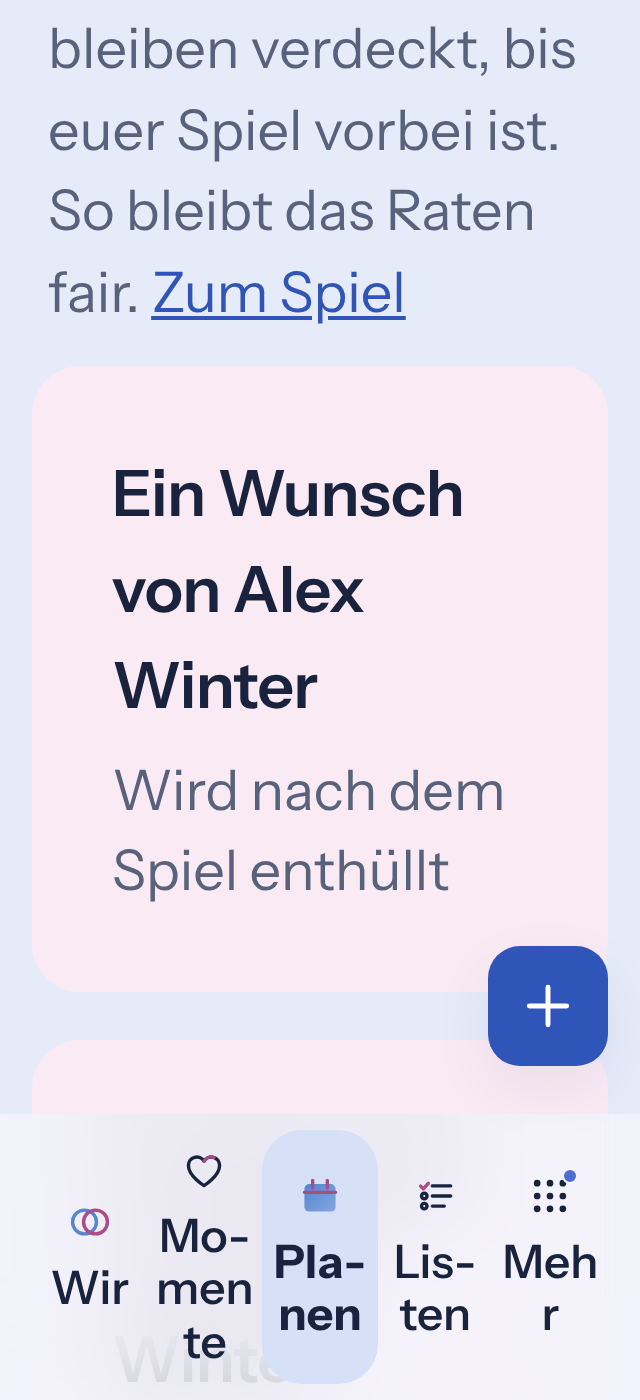 bleiben verdeckt, bis
euer Spiel vorbei ist.
So bleibt das Raten
fair. Zum Spiel
Ein Wunsch
von Alex
Winter
Wird nach dem
Spiel enthüllt
Wir
Mo-
men
te
Pla-
nen
Lis-
ten
Meh
r